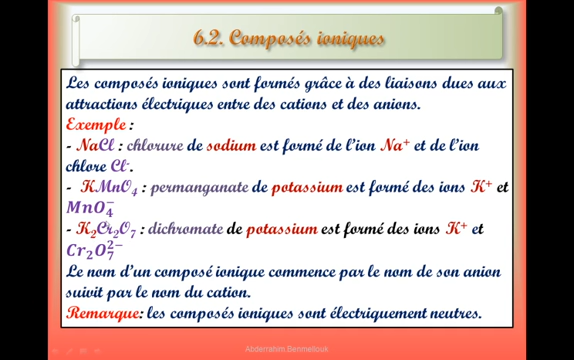 6.2. Composés ioniques
Les composés ioniques sont formés grâce à des liaisons dues aux
attractions électriques entre des cations et des anions.
Exemple :
- NaCl : chlorure de sodium est formé de l'ion Na⁺ et de l'ion
chlore Cl⁻.
- KMnO₄ : permanganate de potassium est formé des ions K⁺ et
MnO₄⁻
- K₂Cr₂O₇ : dichromate de potassium est formé des ions K⁺ et
Cr₂O₇²⁻
Le nom d'un composé ionique commence par le nom de son anion
suivit par le nom du cation.
Remarque: les composés ioniques sont électriquement neutres.
Abderrahim Benmellouk